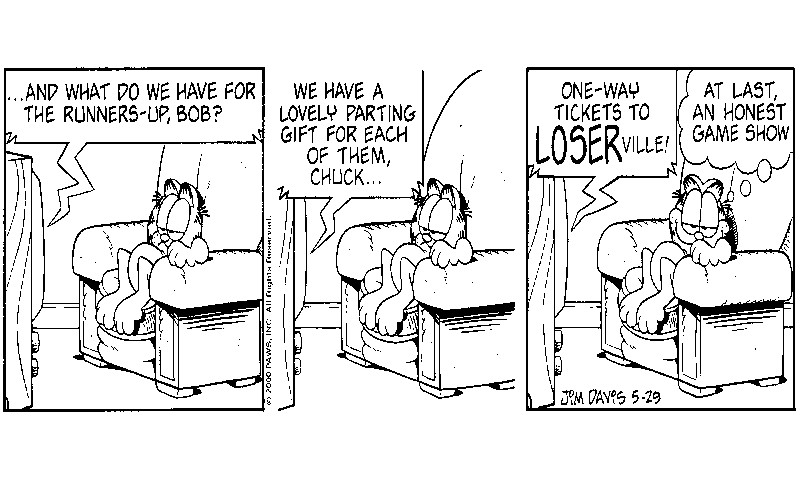 ...AND WHAT DO WE HAVE FOR
THE RUNNERS-UP, BOB?
© 2000 PAWS, INC. All Rights Reserved.
WE HAVE A
LOVELY PARTING
GIFT FOR EACH
OF THEM,
CHUCK...
ONE-WAY
TICKETS TO
LOSERVILLE!
AT LAST,
AN HONEST
GAME SHOW
JIM DAVIS 5-29